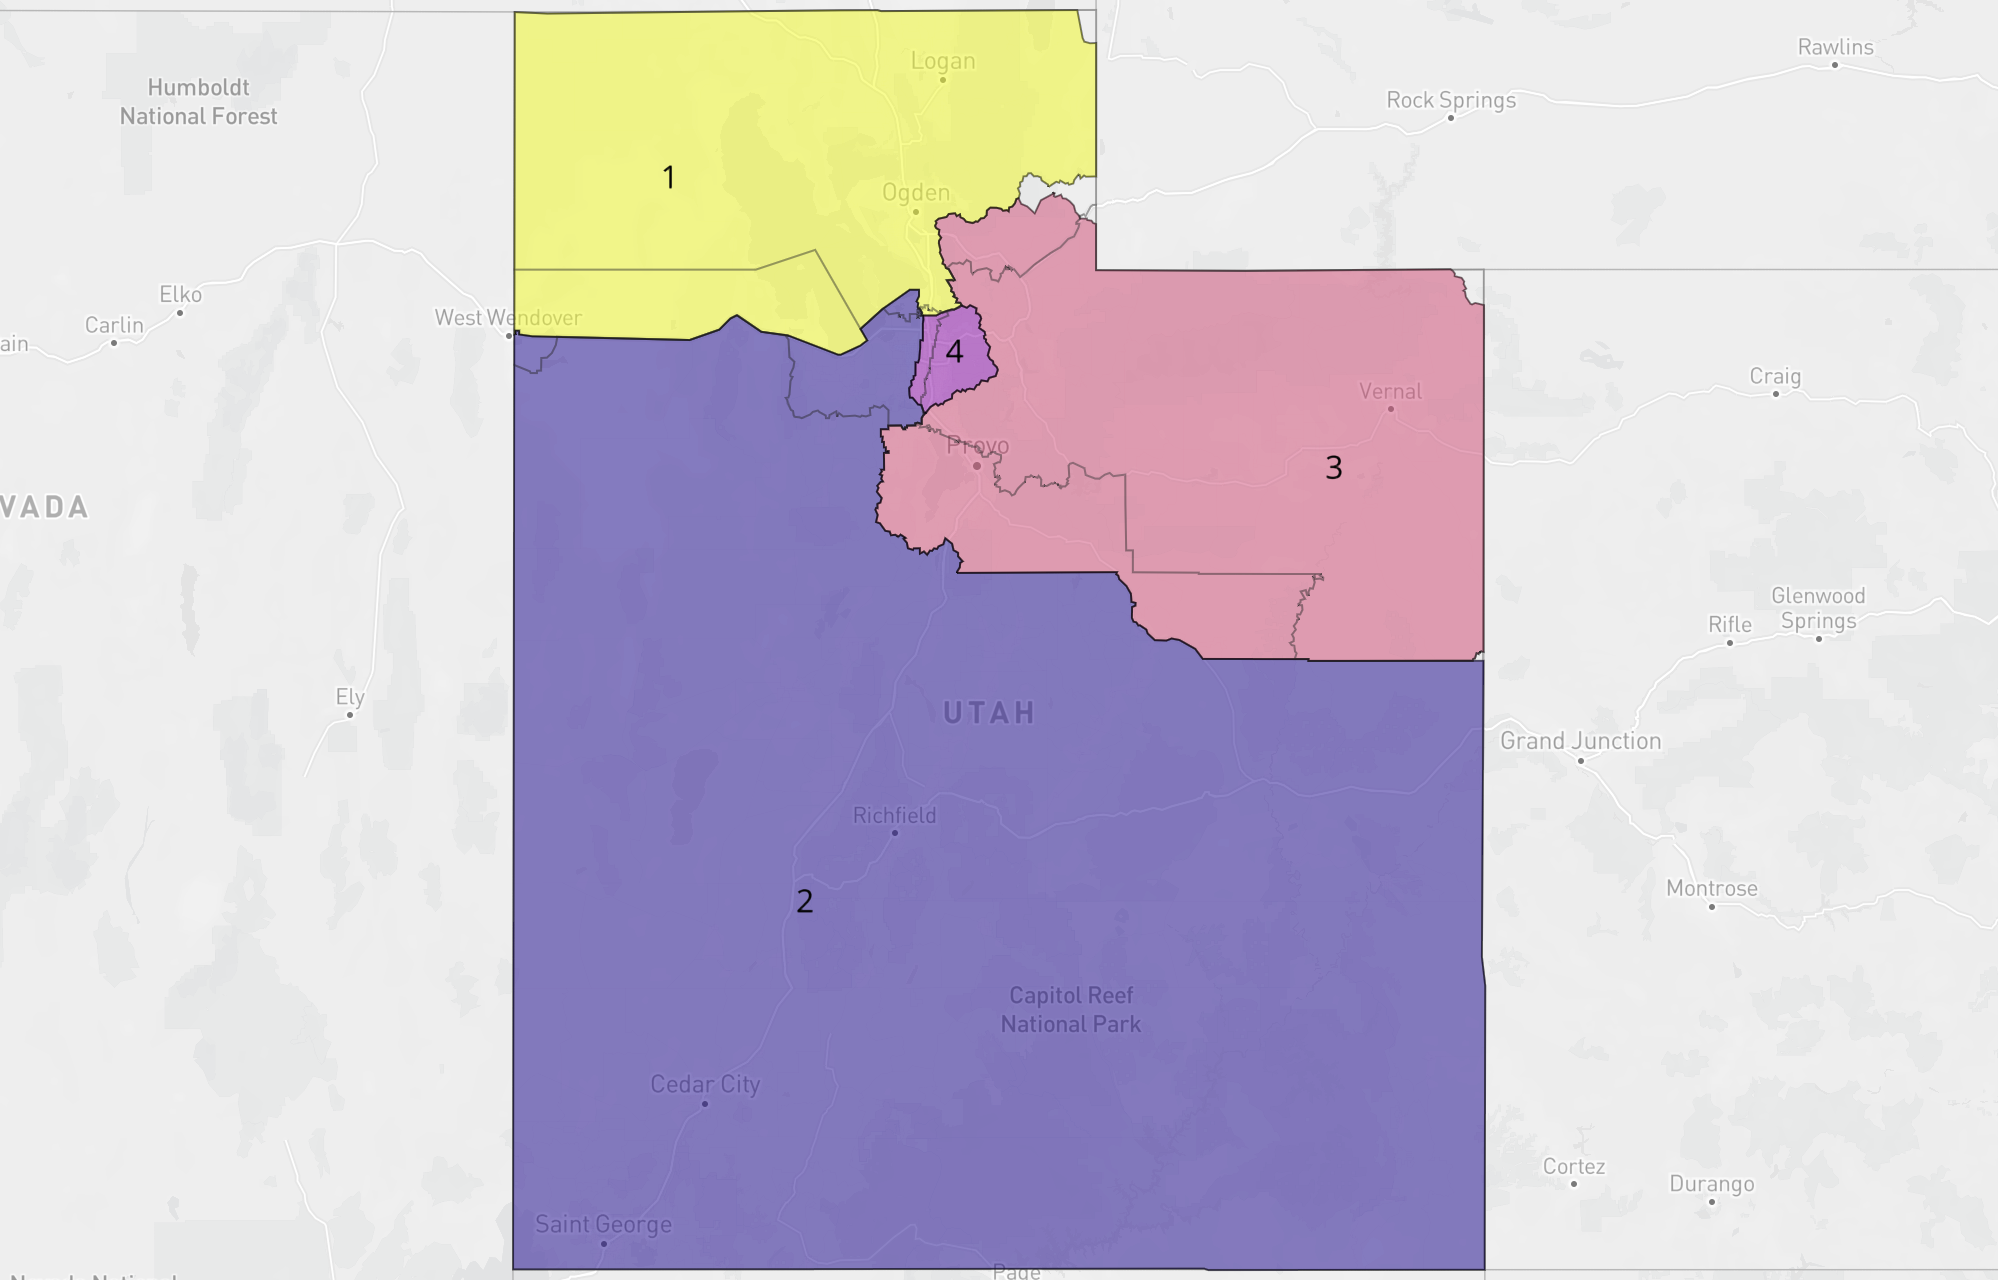 Rawlins
Logan
Humboldt
National Forest
Rock Springs
1
Ogden
Elko
West Wendover
Carlin
ain
4
Craig
Vernal
Provo
3
VADA
Glenwood
Springs
Rifle
Ely
UTAH
Grand Junction
Richfield
Montrose
2
Capitol Reef
National Park
Cedar City
Cortez
Durango
Saint George
Page